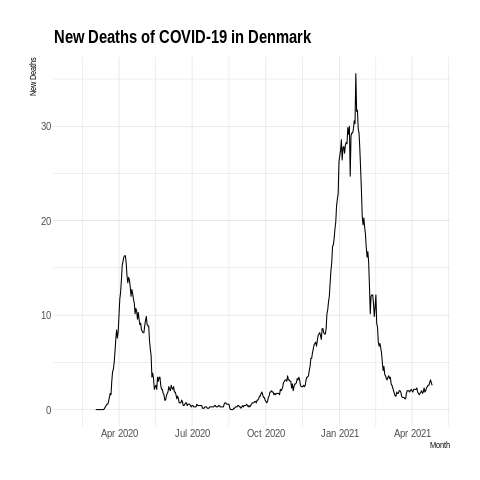 New Deaths of COVID-19 in Denmark
New Deaths
30
20
10
0
Apr 2020
Jul 2020
Oct 2020
Jan 2021
Apr 2021
Month